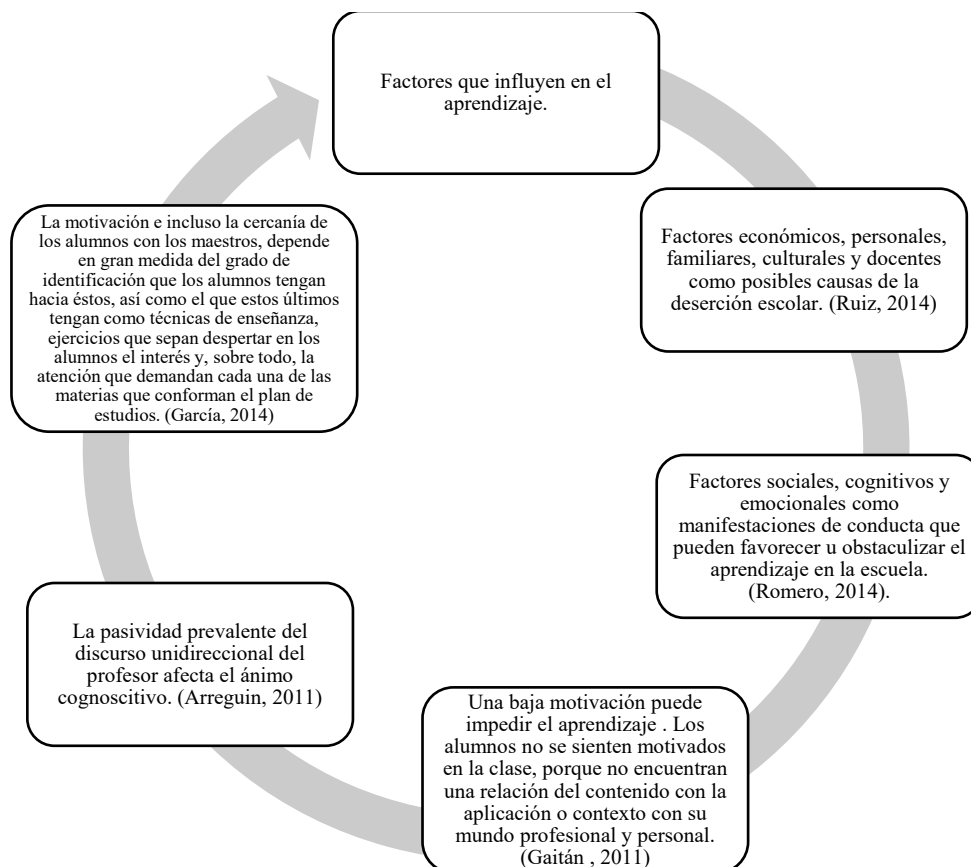 Factores que influyen en el
aprendizaje.
Factores económicos, personales,
familiares, culturales y docentes
como posibles causas de la
deserción escolar. (Ruiz, 2014)
Factores sociales, cognitivos y
emocionales como
manifestaciones de conducta que
pueden favorecer u obstaculizar el
aprendizaje en la escuela.
(Romero, 2014).
Una baja motivación puede
impedir el aprendizaje . Los
alumnos no se sienten motivados
en la clase, porque no encuentran
una relación del contenido con la
aplicación o contexto con su
mundo profesional y personal.
(Gaitán , 2011)
La pasividad prevalente del
discurso unidireccional del
profesor afecta el ánimo
cognoscitivo. (Arreguin, 2011)
La motivación e incluso la cercanía de
los alumnos con los maestros, depende
en gran medida del grado de
identificación que los alumnos tengan
hacia éstos, así como el que estos últimos
tengan como técnicas de enseñanza,
ejercicios que sepan despertar en los
alumnos el interés y, sobre todo, la
atención que demandan cada una de las
materias que conforman el plan de
estudios. (García, 2014)